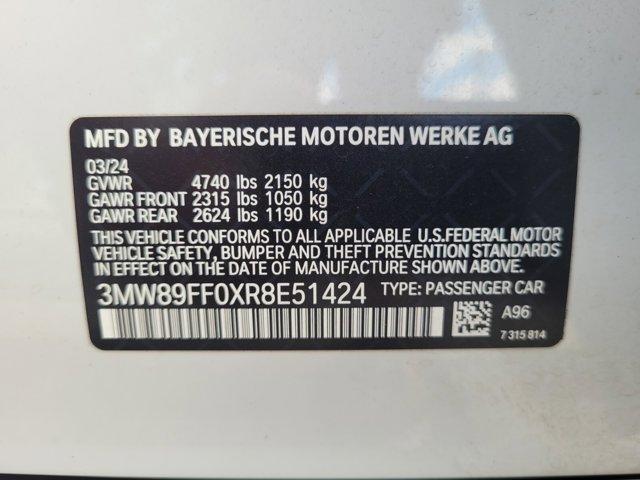 MFD BY BAYERISCHE MOTOREN WERKE AG
03/24
GVWR 4740 lbs 2150 kg
GAWR FRONT 2315 lbs 1050 kg
GAWR REAR 2624 lbs 1190 kg
THIS VEHICLE CONFORMS TO ALL APPLICABLE U.S.FEDERAL MOTOR
VEHICLE SAFETY, BUMPER AND THEFT PREVENTION STANDARDS
IN EFFECT ON THE DATE OF MANUFACTURE SHOWN ABOVE.
3MW89FF0XR8E51424 TYPE: PASSENGER CAR
A96
7 315 814